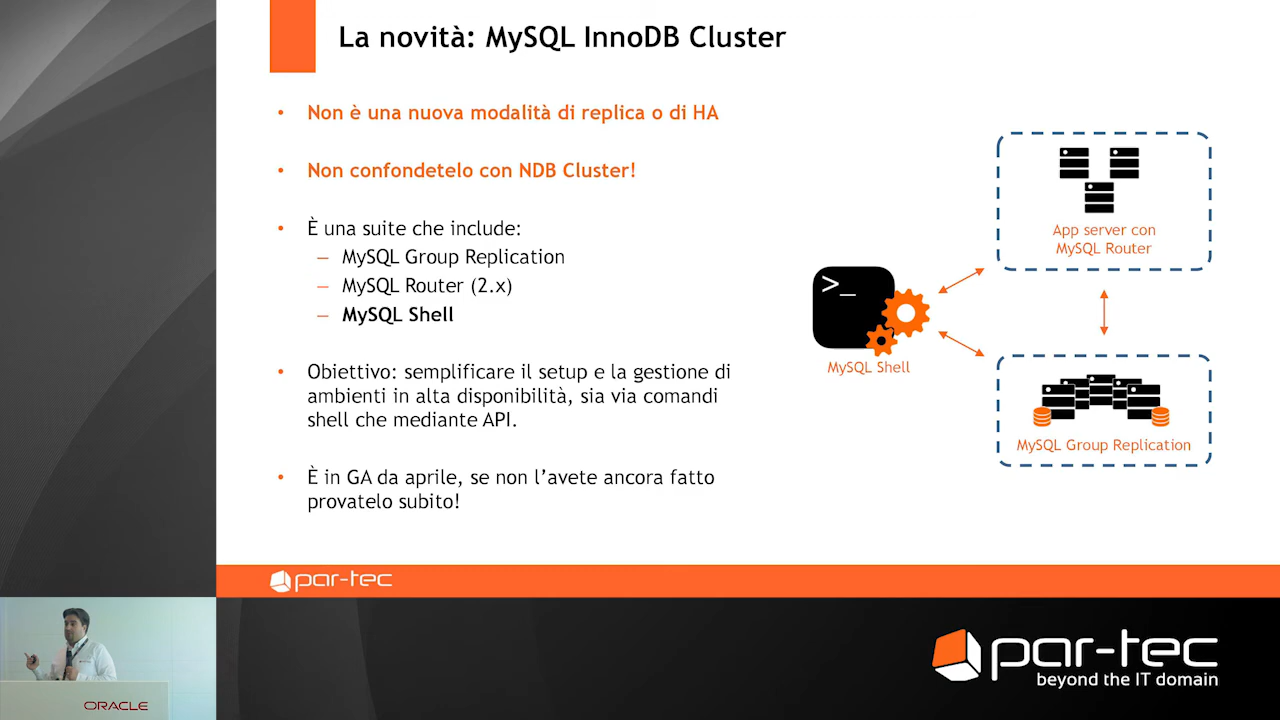 La novità: MySQL InnoDB Cluster
• Non è una nuova modalità di replica o di HA
• Non confondetelo con NDB Cluster!
• È una suite che include:
– MySQL Group Replication
– MySQL Router (2.x)
– MySQL Shell
• Obiettivo: semplificare il setup e la gestione di
ambienti in alta disponibilità, sia via comandi
shell che mediante API.
• È in GA da aprile, se non l'avete ancora fatto
provatelo subito!
App server con
MySQL Router
>_
MySQL Shell
MySQL Group Replication
par-tec
ORACLE
par-tec
beyond the IT domain